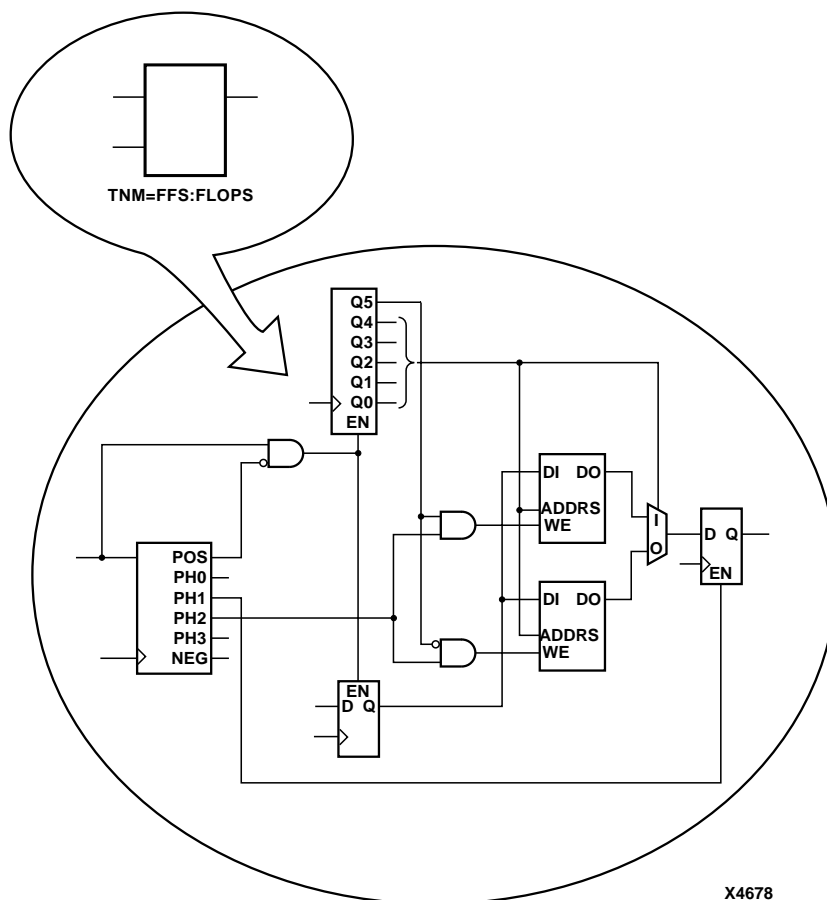 TNM=FFS:FLOPS
Q5
Q4
Q3
Q2
Q1
Q0
EN
DI DO
ADDRS
WE
I
O
D Q
EN
POS
PH0
PH1
PH2
PH3
NEG
DI DO
ADDRS
WE
EN
D Q
X4678